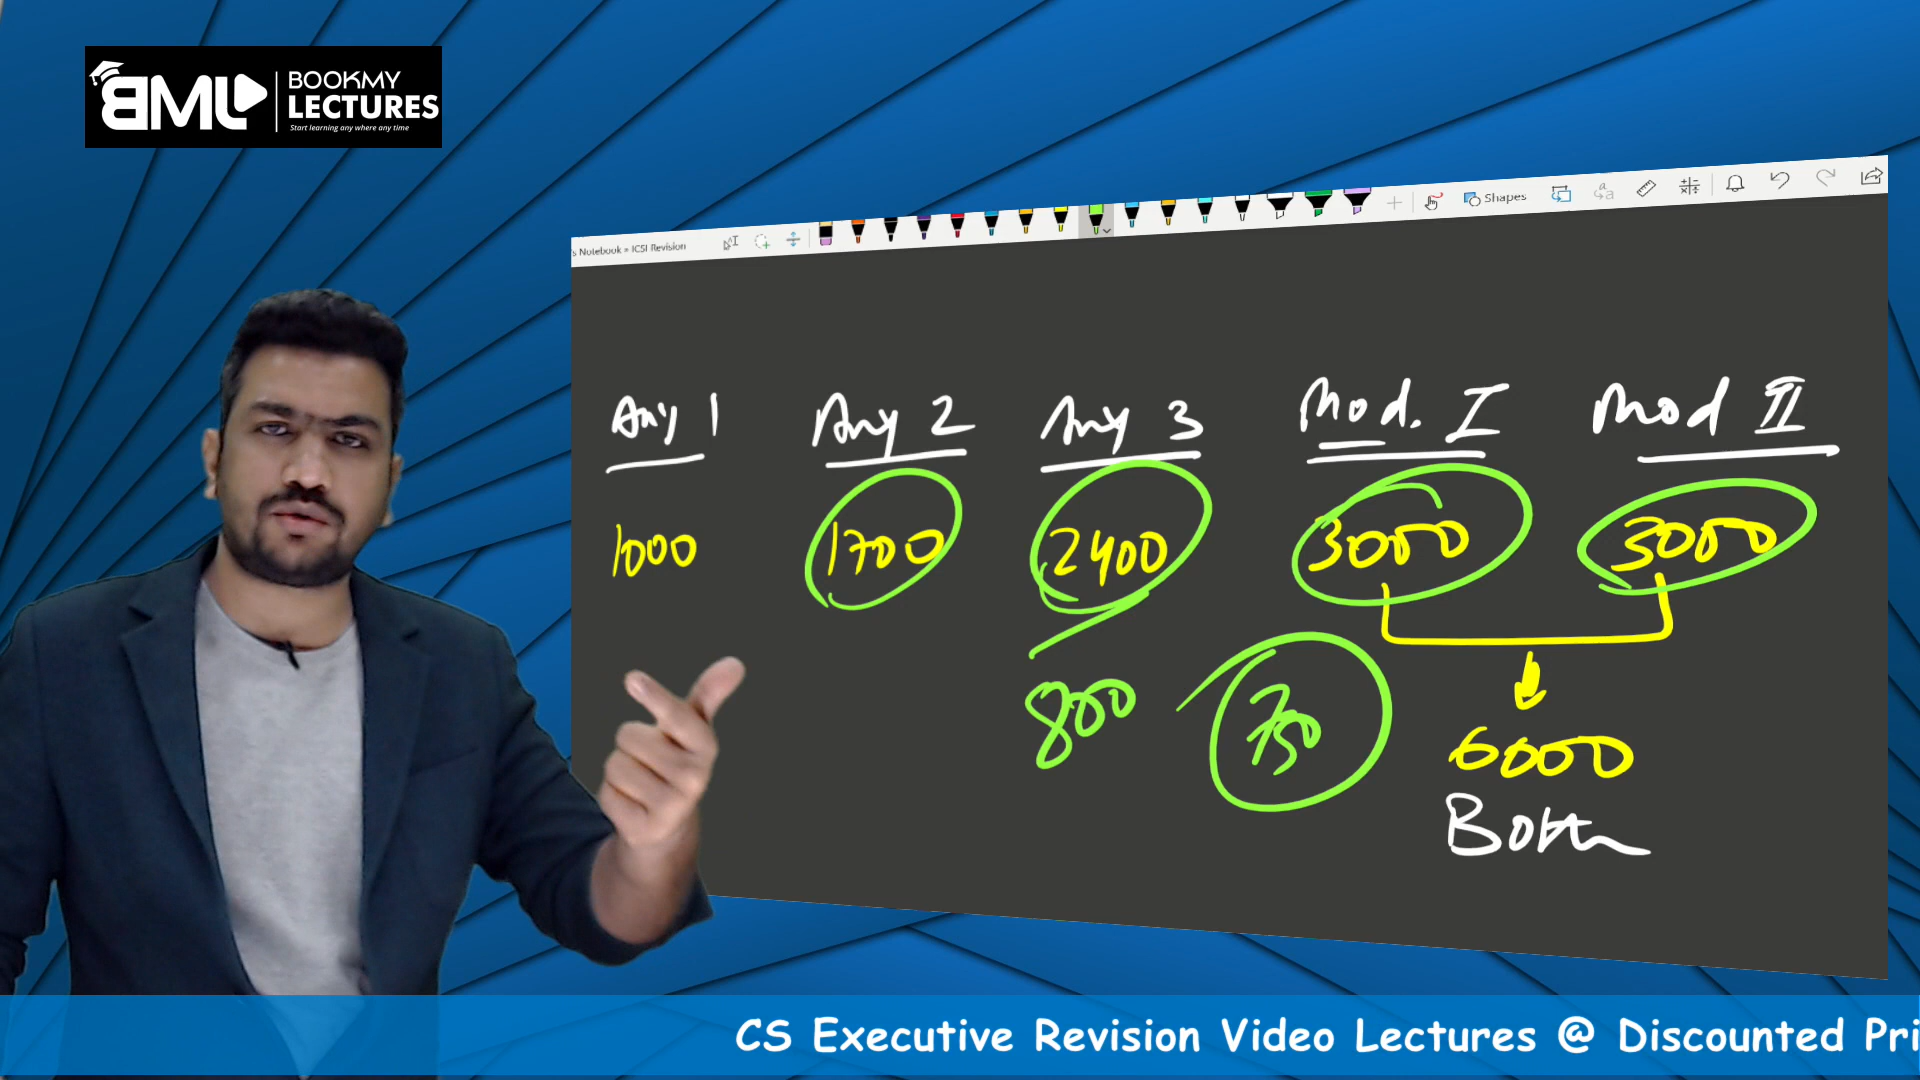 BML
BOOKMY
LECTURES
Start learning any where any time
s Notebook » ICSI Revision
Shapes
Any 1 Any 2 Any 3 Mod. I Mod II
1000 1700 2400 3000 3000
800 750 6000
Both
CS Executive Revision Video Lectures @ Discounted Pri